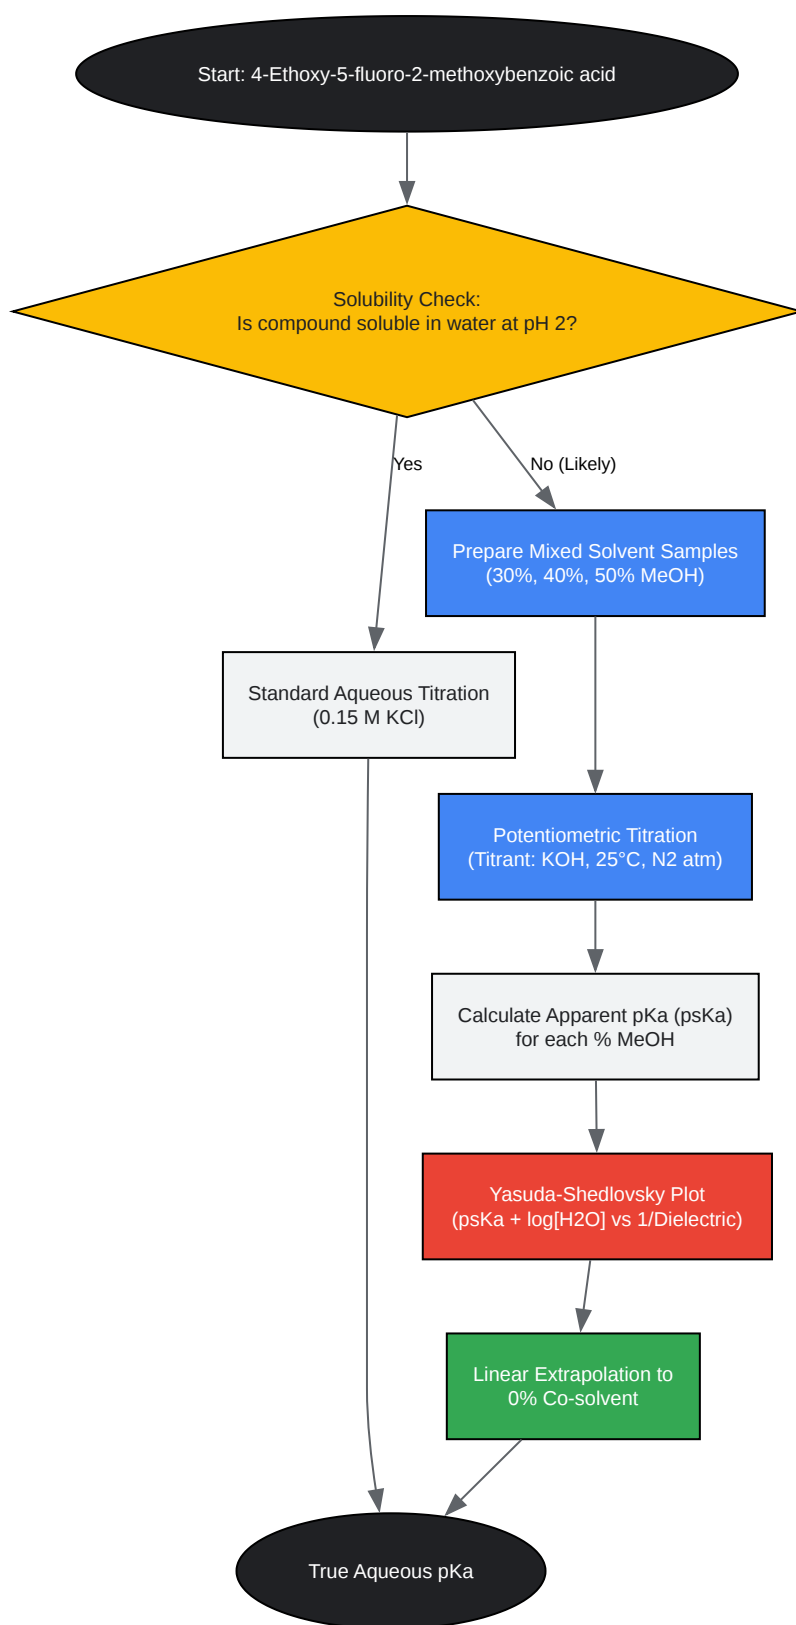 Start: 4-Ethoxy-5-fluoro-2-methoxybenzoic acid
Solubility Check:
Is compound soluble in water at pH 2?
Yes
No (Likely)
Prepare Mixed Solvent Samples
(30%, 40%, 50% MeOH)
Standard Aqueous Titration
(0.15 M KCl)
Potentiometric Titration
(Titrant: KOH, 25°C, N2 atm)
Calculate Apparent pKa (psKa)
for each % MeOH
Yasuda-Shedlovsky Plot
(psKa + log[H2O] vs 1/Dielectric)
Linear Extrapolation to
0% Co-solvent
True Aqueous pKa